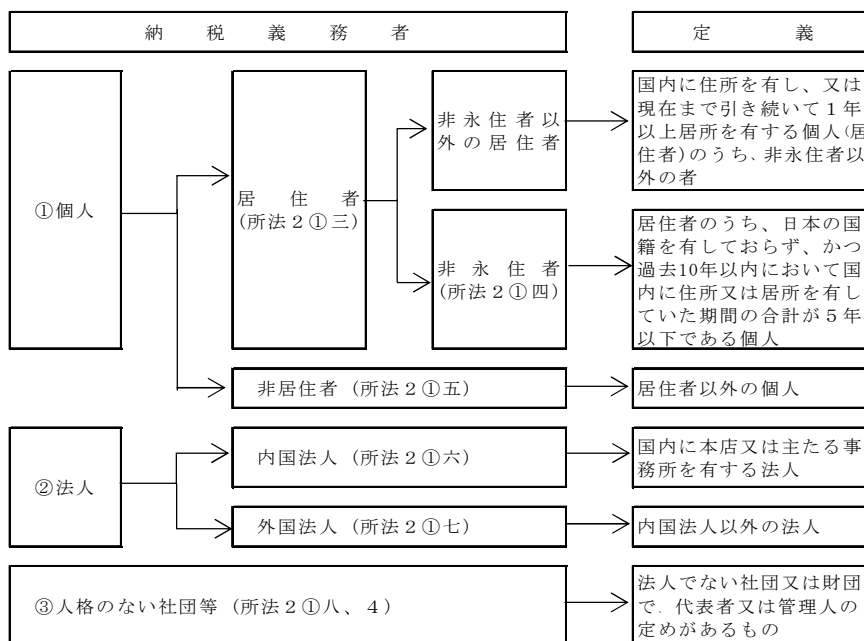 納税義務者
定義
①個人
居住者
(所法２①三)
非永住者以
外の居住者
国内に住所を有し、又は
現在まで引き続いて１年
以上居所を有する個人(居
住者)のうち、非永住者以
外の者
非永住者
(所法２①四)
居住者のうち、日本の国
籍を有しておらず、かつ
過去10年以内において国
内に住所又は居所を有し
ていた期間の合計が５年
以下である個人
非居住者 (所法２①五)
居住者以外の個人
②法人
内国法人 (所法２①六)
国内に本店又は主たる事
務所を有する法人
外国法人 (所法２①七)
内国法人以外の法人
③人格のない社団等 (所法２①八、４)
法人でない社団又は財団
で、代表者又は管理人の
定めがあるもの